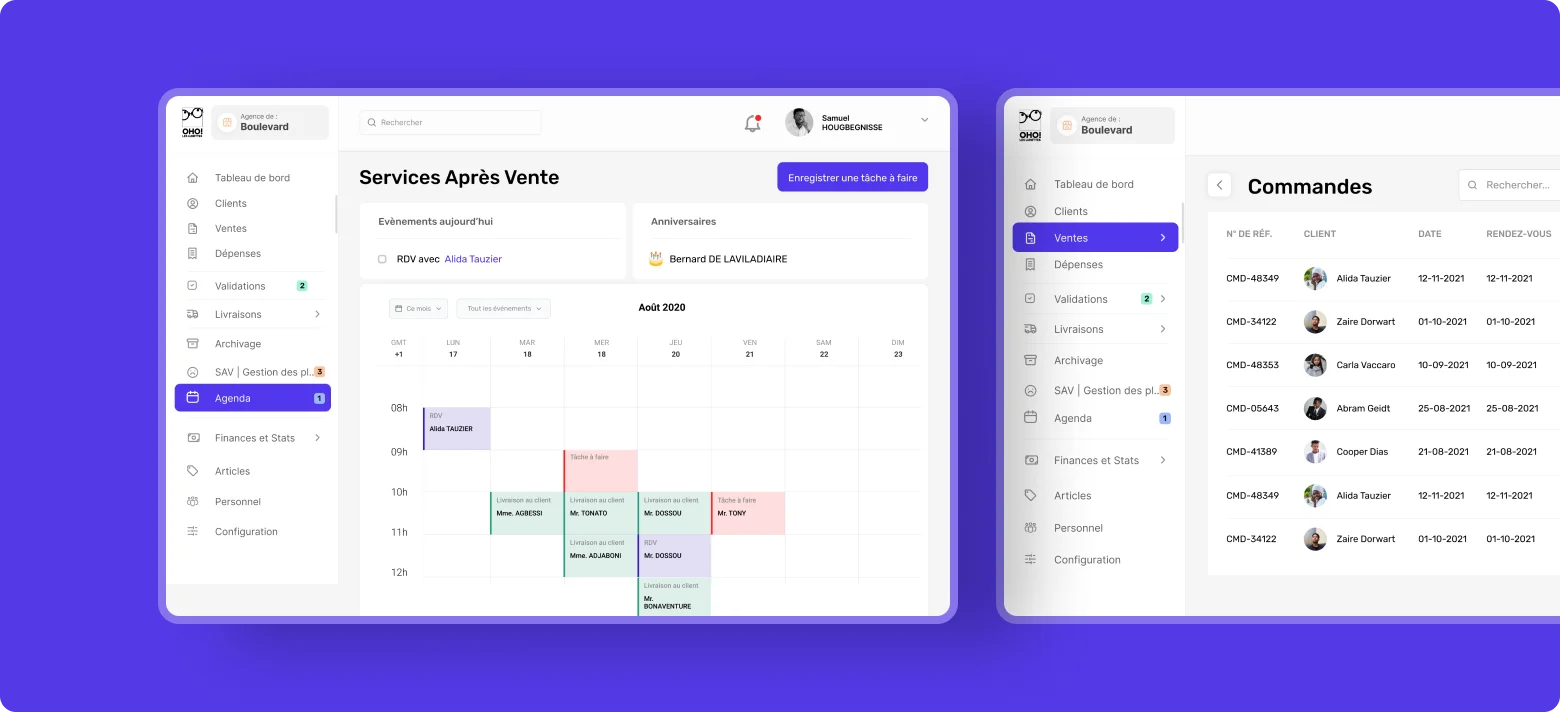 OHO!
LES LUNETTES
Agence de :
Boulevard
Tableau de bord
Clients
Ventes
Dépenses
Validations 2
Livraisons
Archivage
SAV | Gestion des pl... 3
Agenda 1
Finances et Stats
Articles
Personnel
Configuration
Rechercher
Samuel
HOUGBEGNISSE
Services Après Vente
Enregistrer une tâche à faire
Evènements aujourd'hui
RDV avec Alida Tauzier
Anniversaires
Bernard DE LAVILADIAIRE
Ce mois
Tout les événements
Août 2020
GMT LUN MAR MER JEU VEN SAM DIM
+1 17 18 18 20 21 22 23
08h
RDV
Alida TAUZIER
09h
Tâche à faire
10h
Livraison au client
Mme. AGBESSI
Livraison au client
Mr. TONATO
Livraison au client
Mr. DOSSOU
Tâche à faire
Mr. TONY
11h
Livraison au client
Mme. ADJABONI
RDV
Mr. DOSSOU
12h
Livraison au client
Mr.
BONAVENTURE
OHO!
LES LUNETTES
Agence de :
Boulevard
Tableau de bord
Clients
Ventes
Dépenses
Validations 2
Livraisons
Archivage
SAV | Gestion des pl.. 3
Agenda 1
Finances et Stats
Articles
Personnel
Configuration
Commandes
Rechercher...
N° DE RÉF. CLIENT DATE RENDEZ-VOUS
CMD-48349 Alida Tauzier 12-11-2021 12-11-2021
CMD-34122 Zaire Dorwart 01-10-2021 01-10-2021
CMD-48353 Carla Vaccaro 10-09-2021 10-09-2021
CMD-05643 Abram Geidt 25-08-2021 25-08-2021
CMD-41389 Cooper Dias 21-08-2021 21-08-2021
CMD-48349 Alida Tauzier 12-11-2021 12-11-2021
CMD-34122 Zaire Dorwart 01-10-2021 01-10-2021